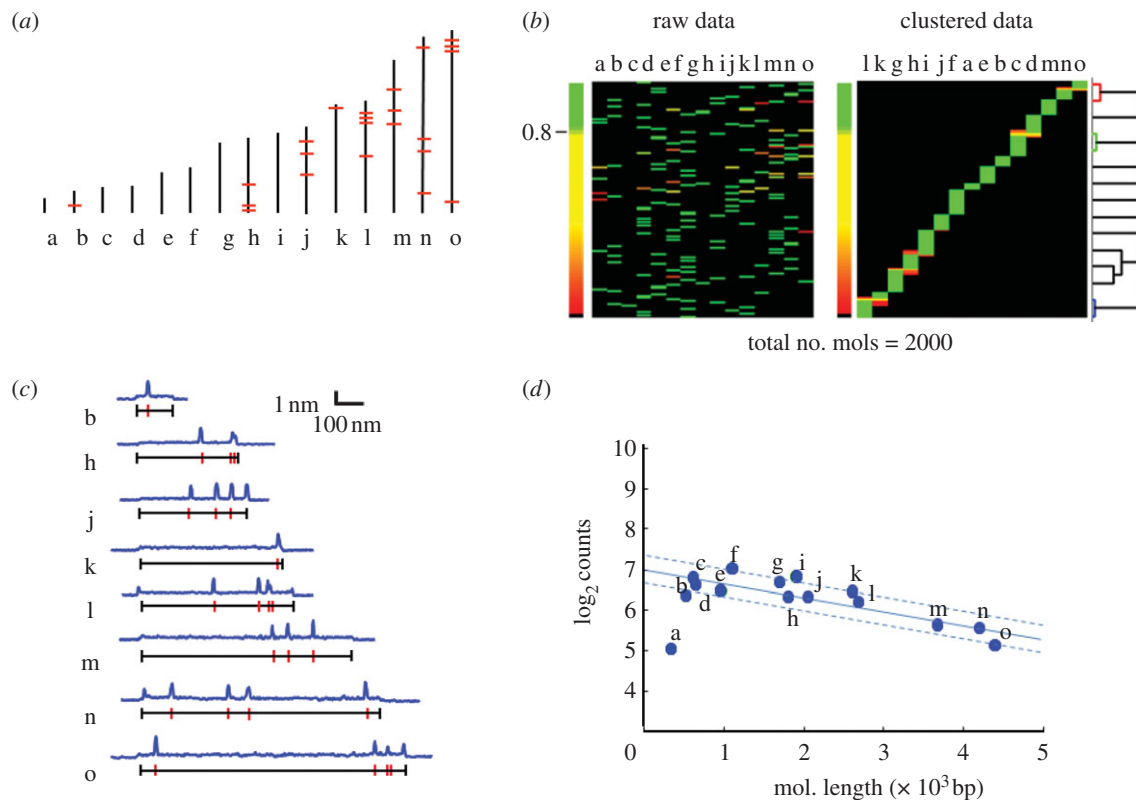 (a)
a b c d e f g h i j k l m n o
(b)
raw data
clustered data
a b c d e f g h i j k l m n o
l k g h i j f a e b c d m n o
0.8
total no. mols = 2000
(c)
1 nm
100 nm
b
h
j
k
l
m
n
o
(d)
10
9
8
7
6
5
4
log2 counts
a
b
c
d
e
f
g
h
i
j
k
l
m
n
o
0 1 2 3 4 5
mol. length (× 10³ bp)